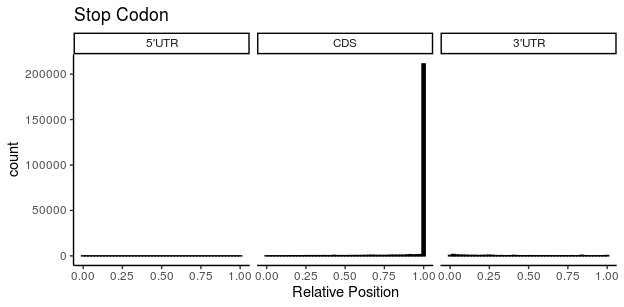 Stop Codon
5'UTR CDS 3'UTR
200000
150000
100000
50000
0
count
0.00 0.25 0.50 0.75 1.00 0.00 0.25 0.50 0.75 1.00 0.00 0.25 0.50 0.75 1.00
Relative Position